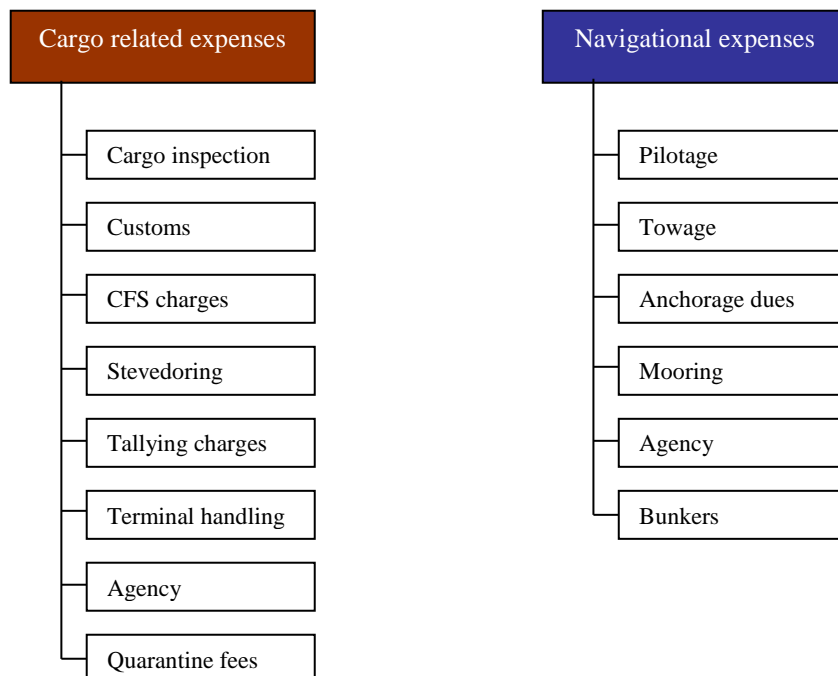 Cargo related expenses
Cargo inspection
Customs
CFS charges
Stevedoring
Tallying charges
Terminal handling
Agency
Quarantine fees
Navigational expenses
Pilotage
Towage
Anchorage dues
Mooring
Agency
Bunkers